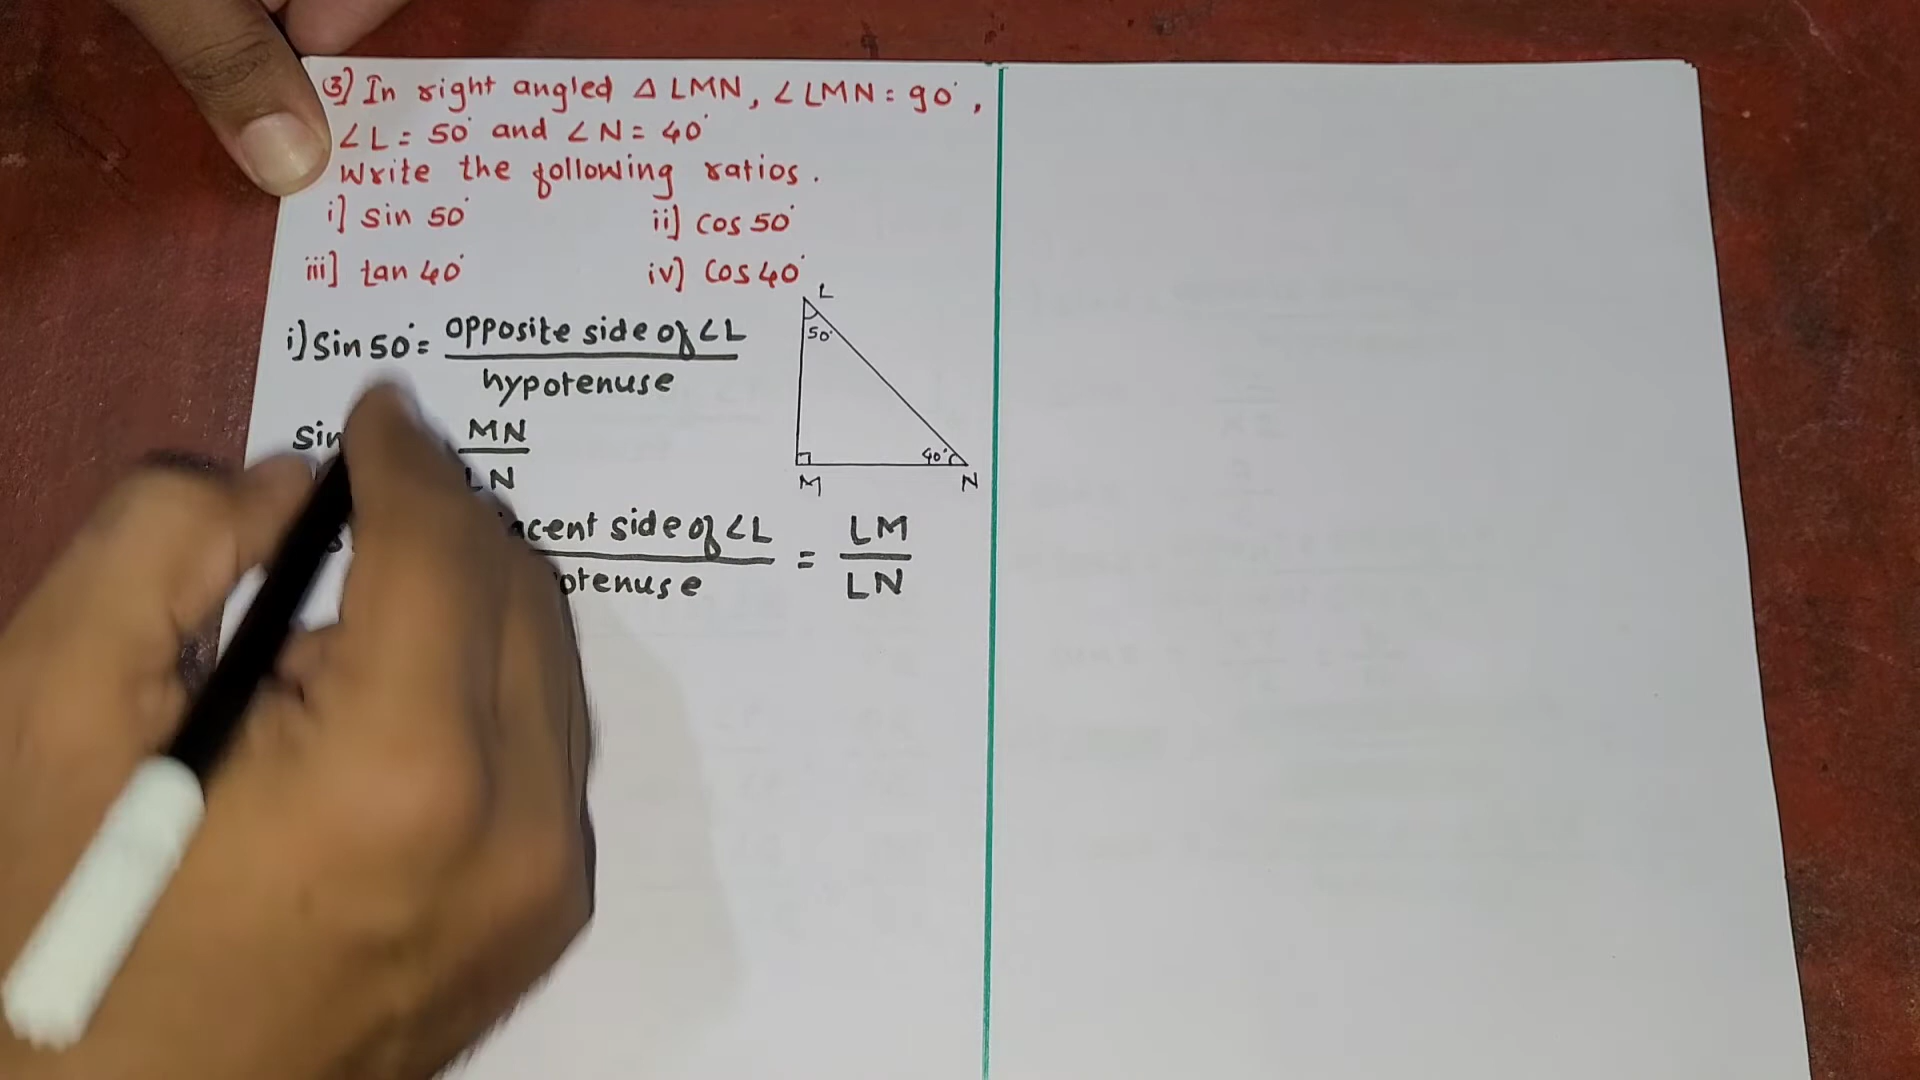 3] In right angled Δ LMN, ∠LMN = 90°,
∠L = 50° and ∠N = 40°
Write the following ratios.
i] sin 50° ii] cos 50°
iii] tan 40° iv] cos 40°
i) Sin 50° = opposite side of ∠L
hypotenuse
sin MN
LN
side of ∠L = LM
LN
L
50°
40°
M N